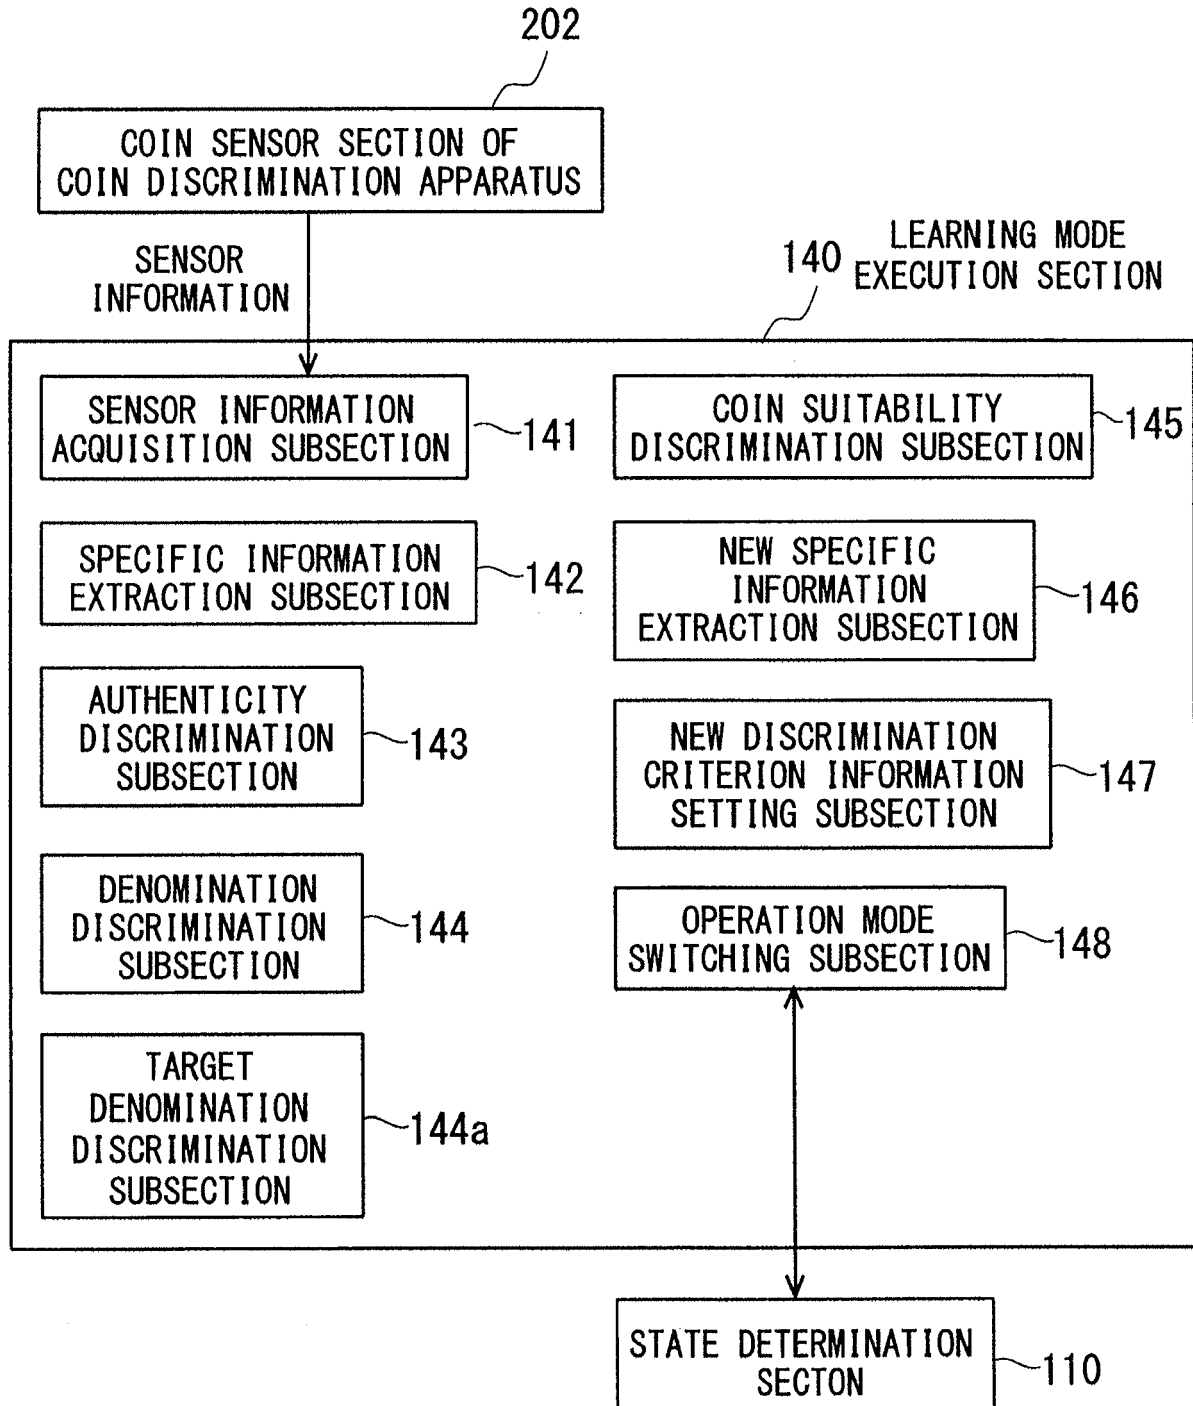 202
COIN SENSOR SECTION OF
COIN DISCRIMINATION APPARATUS
SENSOR
INFORMATION
140
LEARNING MODE
EXECUTION SECTION
SENSOR INFORMATION
ACQUISITION SUBSECTION
141
SPECIFIC INFORMATION
EXTRACTION SUBSECTION
142
AUTHENTICITY
DISCRIMINATION
SUBSECTION
143
DENOMINATION
DISCRIMINATION
SUBSECTION
144
TARGET
DENOMINATION
DISCRIMINATION
SUBSECTION
144a
COIN SUITABILITY
DISCRIMINATION SUBSECTION
145
NEW SPECIFIC
INFORMATION
EXTRACTION SUBSECTION
146
NEW DISCRIMINATION
CRITERION INFORMATION
SETTING SUBSECTION
147
OPERATION MODE
SWITCHING SUBSECTION
148
STATE DETERMINATION
SECTON
110